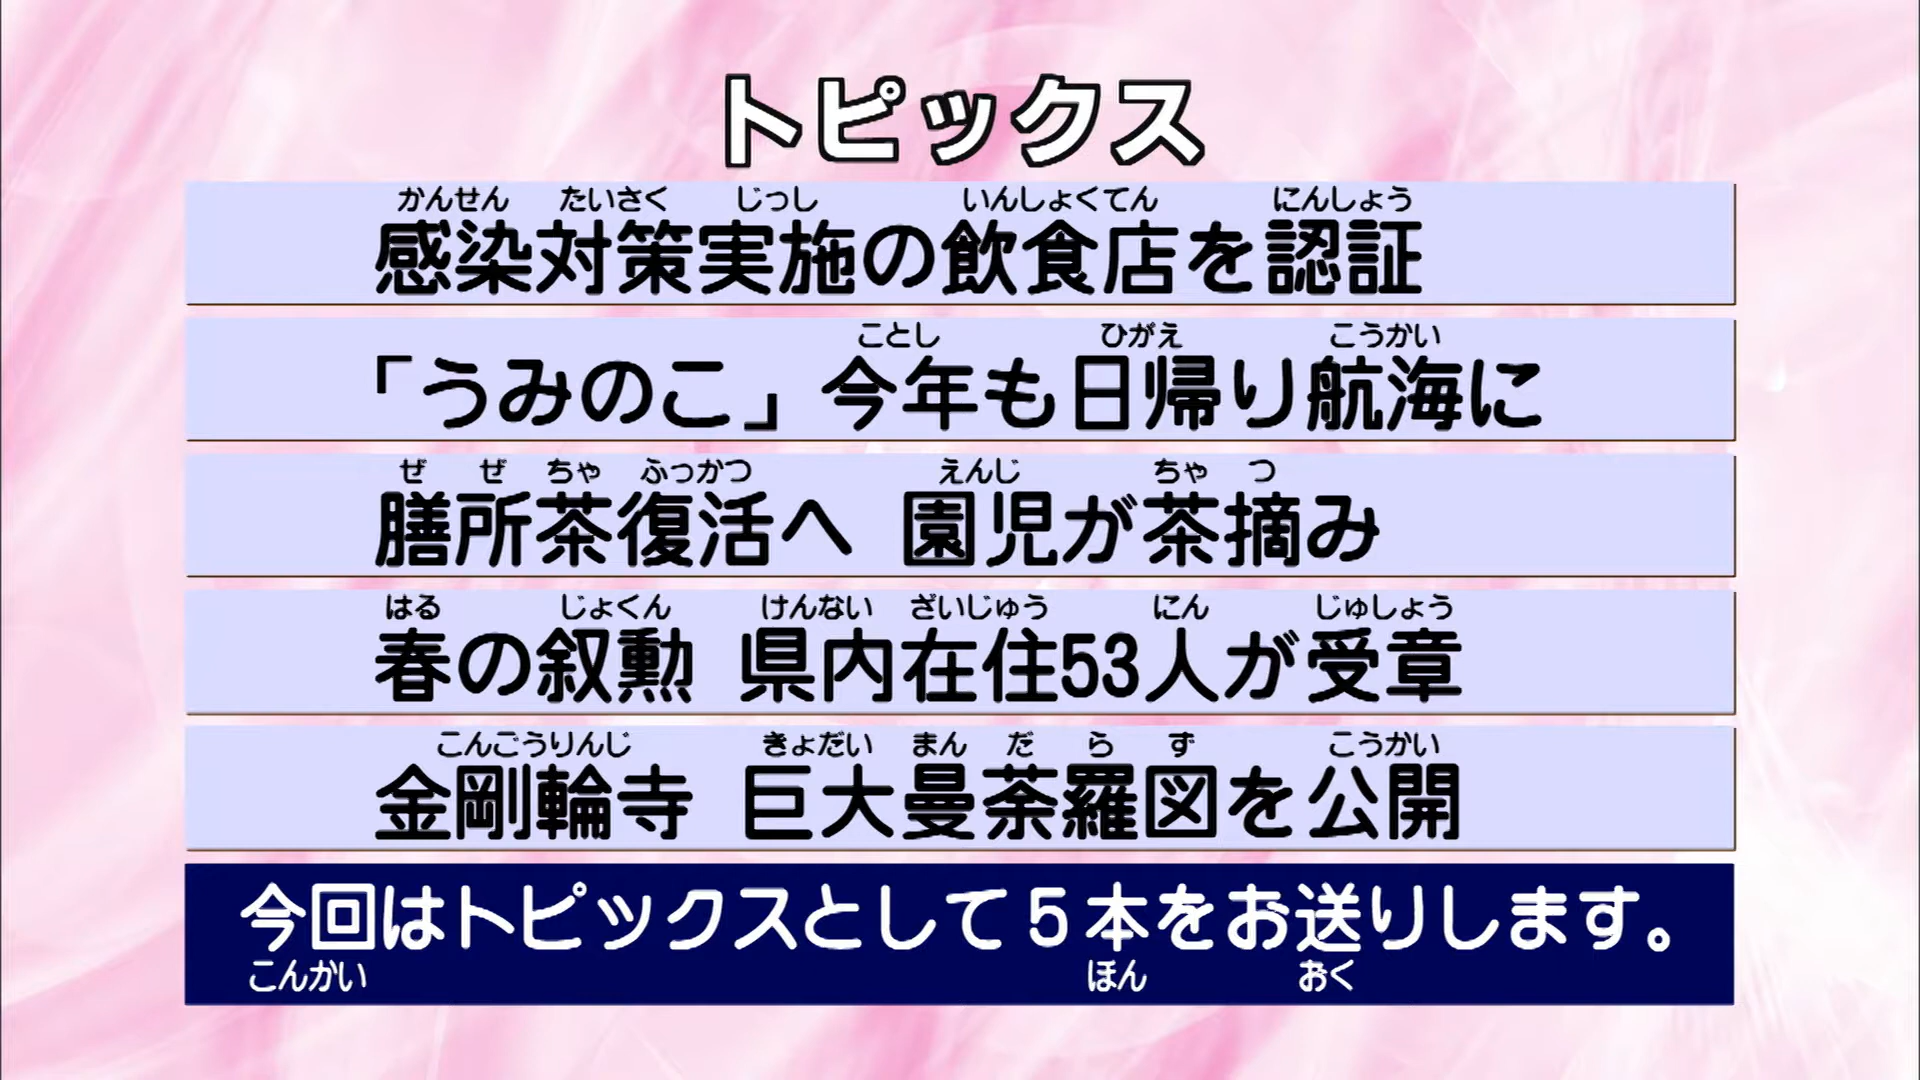 トピックス
かんせん たいさく じっし いんしょくてん にんしょう
感染対策実施の飲食店を認証
ことし ひがえ こうかい
「うみのこ」今年も日帰り航海に
ぜ ぜ ちゃ ふっかつ えんじ ちゃ つ
膳所茶復活へ 園児が茶摘み
はる じょくん けんない ざいじゅう にん じゅしょう
春の叙勲 県内在住53人が受章
こんごうりんじ きょだい まん だ ら ず こうかい
金剛輪寺 巨大曼荼羅図を公開
今回はトピックスとして5本をお送りします。
こんかい ほん おく